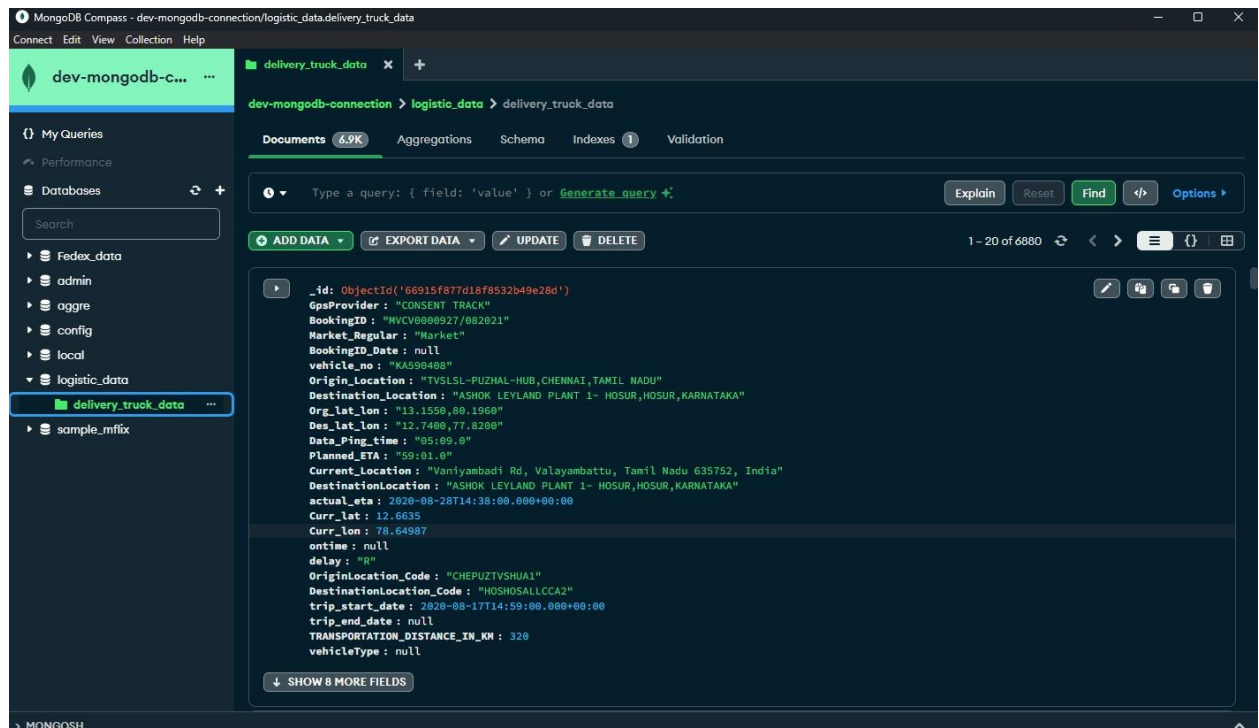 MongoDB Compass - dev-mongodb-connection/logistic_data.delivery_truck_data
Connect Edit View Collection Help
dev-mongodb-c... ...
{} My Queries
Performance
Databases
Search
Fedex_data
admin
aggre
config
local
logistic_data
delivery_truck_data ...
sample_mflix
delivery_truck_data
dev-mongodb-connection > logistic_data > delivery_truck_data
Documents 6.9K Aggregations Schema Indexes 1 Validation
Type a query: { field: 'value' } or Generate query
Explain Reset Find </> Options
ADD DATA EXPORT DATA UPDATE DELETE
1 – 20 of 6880 {}
_id: ObjectId('66915f877d18f8532b49e28d')
GpsProvider : "CONSENT TRACK"
BookingID : "MVCV0000927/082021"
Market_Regular : "Market"
BookingID_Date : null
vehicle_no : "KA590408"
Origin_Location : "TVSLSL-PUZHAL-HUB,CHENNAI,TAMIL NADU"
Destination_Location : "ASHOK LEYLAND PLANT 1- HOSUR,HOSUR,KARNATAKA"
Org_lat_lon : "13.1550,80.1960"
Des_lat_lon : "12.7400,77.8200"
Data_Ping_time : "05:09.0"
Planned_ETA : "59:01.0"
Current_Location : "Vaniyambadi Rd, Valayambattu, Tamil Nadu 635752, India"
DestinationLocation : "ASHOK LEYLAND PLANT 1- HOSUR,HOSUR,KARNATAKA"
actual_eta : 2020-08-28T14:38:00.000+00:00
Curr_lat : 12.6635
Curr_lon : 78.64987
ontime : null
delay : "R"
OriginLocation_Code : "CHEPUZTVSHUA1"
DestinationLocation_Code : "HOSHOSALLCCA2"
trip_start_date : 2020-08-17T14:59:00.000+00:00
trip_end_date : null
TRANSPORTATION_DISTANCE_IN_KM : 320
vehicleType : null
SHOW 8 MORE FIELDS
> MONGOSH